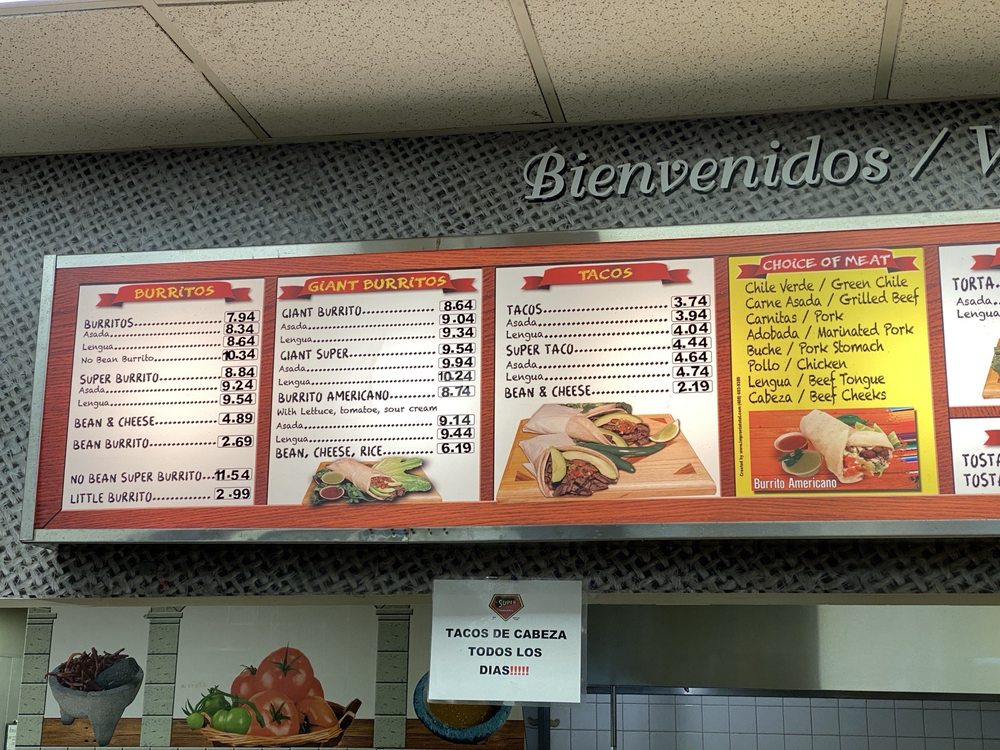 Bienvenidos /
BURRITOS
BURRITOS 7.94
Asada 8.34
Lengua 8.64
No Bean Burrito 10.34
SUPER BURRITO 8.84
Asada 9.24
Lengua 9.54
BEAN & CHEESE 4.89
BEAN BURRITO 2.69
NO BEAN SUPER BURRITO 11.54
LITTLE BURRITO 2.99
GIANT BURRITOS
GIANT BURRITO 8.64
Asada 9.04
Lengua 9.34
GIANT SUPER 9.54
Asada 9.94
Lengua 10.24
BURRITO AMERICANO 8.74
With Lettuce, tomatoe, sour cream
Asada 9.14
Lengua 9.44
BEAN, CHEESE, RICE 6.19
TACOS
TACOS 3.74
Asada 3.94
Lengua 4.04
SUPER TACO 4.44
Asada 4.64
Lengua 4.74
BEAN & CHEESE 2.19
CHOICE OF MEAT
Chile Verde / Green Chile
Carne Asada / Grilled Beef
Carnitas / Pork
Adobada / Marinated Pork
Buche / Pork Stomach
Pollo / Chicken
Lengua / Beef Tongue
Cabeza / Beef Cheeks
Burrito Americano
TORTA
Asada
Lengua
TOSTA
TOSTA
SUPER
TACOS DE CABEZA
TODOS LOS
DIAS!!!!!